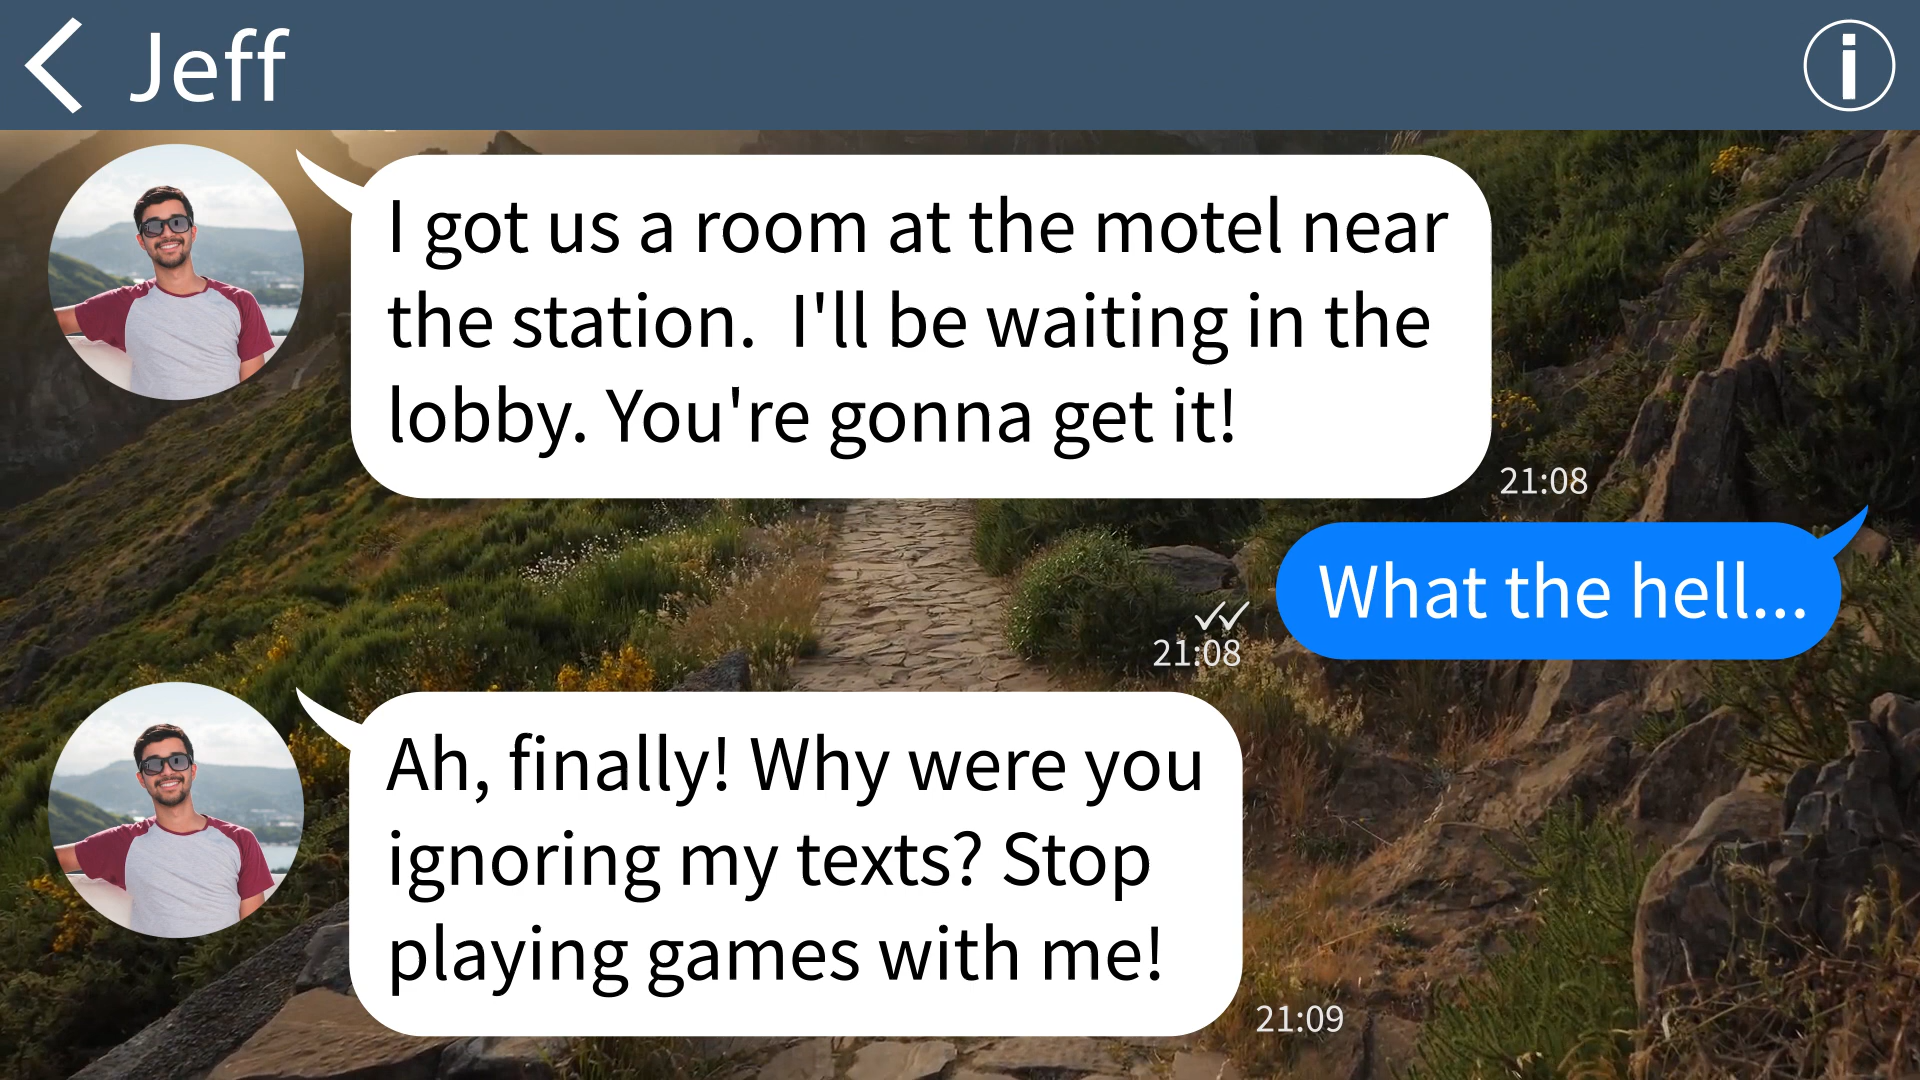 Jeff
I got us a room at the motel near
the station.  I'll be waiting in the
lobby. You're gonna get it!
21:08
What the hell...
21:08
Ah, finally! Why were you
ignoring my texts? Stop
playing games with me!
21:09